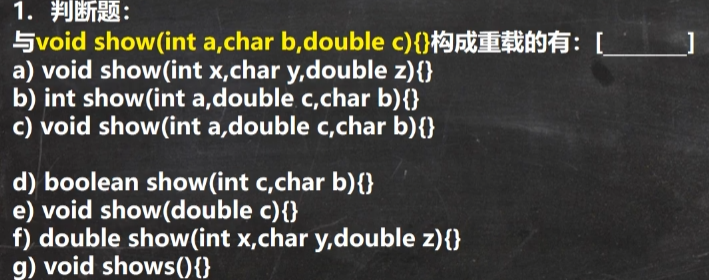 1. 判断题：
与void show(int a,char b,double c){}构成重载的有：[________]
a) void show(int x,char y,double z){}
b) int show(int a,double c,char b){}
c) void show(int a,double c,char b){}
d) boolean show(int c,char b){}
e) void show(double c){}
f) double show(int x,char y,double z){}
g) void shows(){}